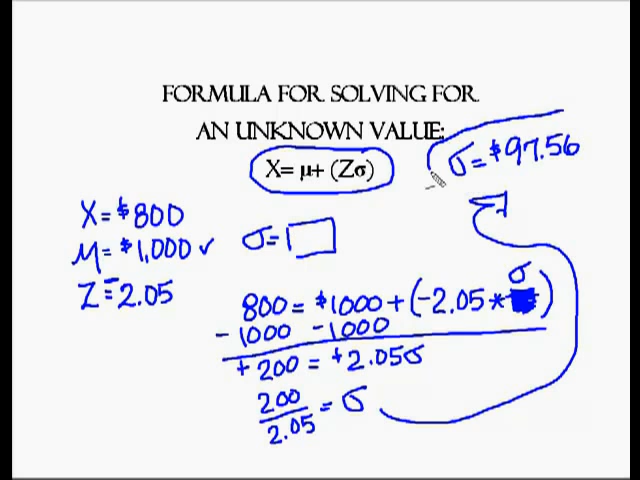 FORMULA FOR SOLVING FOR
AN UNKNOWN VALUE:
X= μ+ (Zσ)
σ= $97.56
X= $800
μ= $1,000 ✓
Z= -2.05
σ= 
800 = $1000 + (-2.05 * σ)
- 1000 - 1000
+ 200 = + 2.05σ
200/2.05 = σ